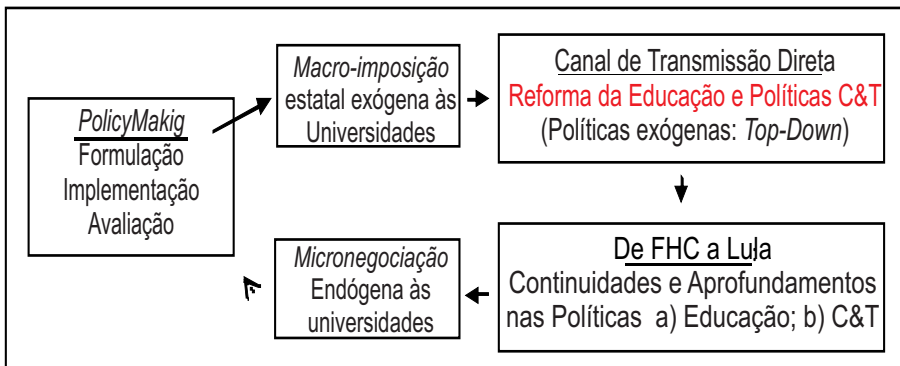 PolicyMakig
Formulação
Implementação
Avaliação
Macro-imposição
estatal exógena às
Universidades
Canal de Transmissão Direta
Reforma da Educação e Políticas C&T
(Políticas exógenas: Top-Down)
De FHC a Lula
Continuidades e Aprofundamentos
nas Políticas a) Educação; b) C&T
Micronegociação
Endógena às
universidades